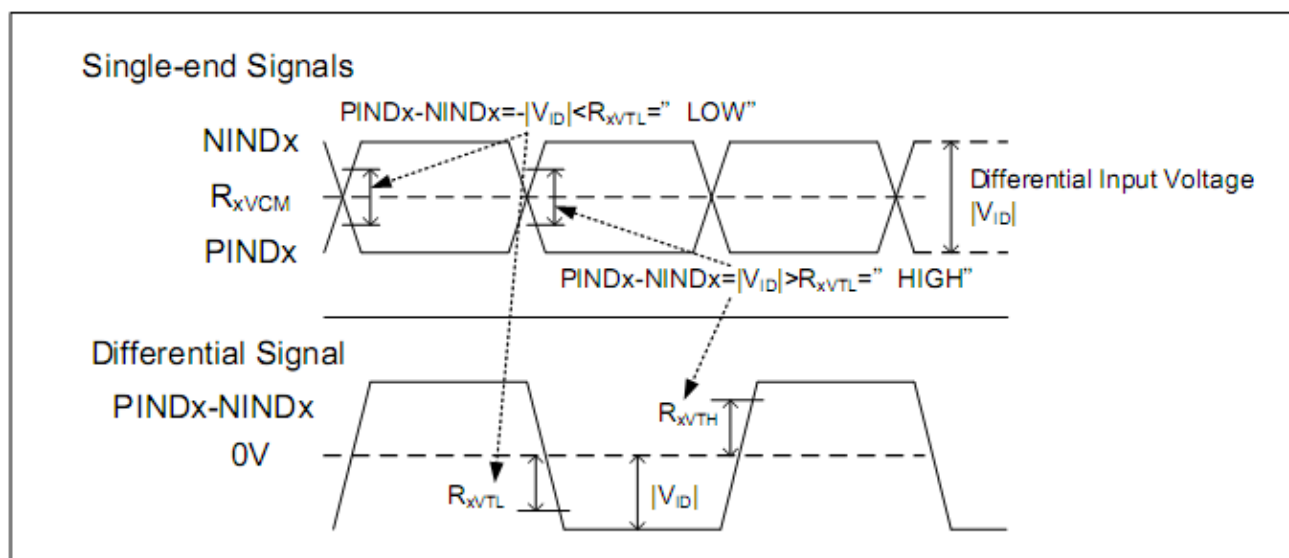 Single-end Signals
PINDx-NINDx=-|VID|<RxVTL=” LOW”
NINDx
RxVCM
PINDx
Differential Input Voltage
|VID|
PINDx-NINDx=|VID|>RxVTL=” HIGH”
Differential Signal
PINDx-NINDx
RxVTH
0V
RxVTL
|VID|